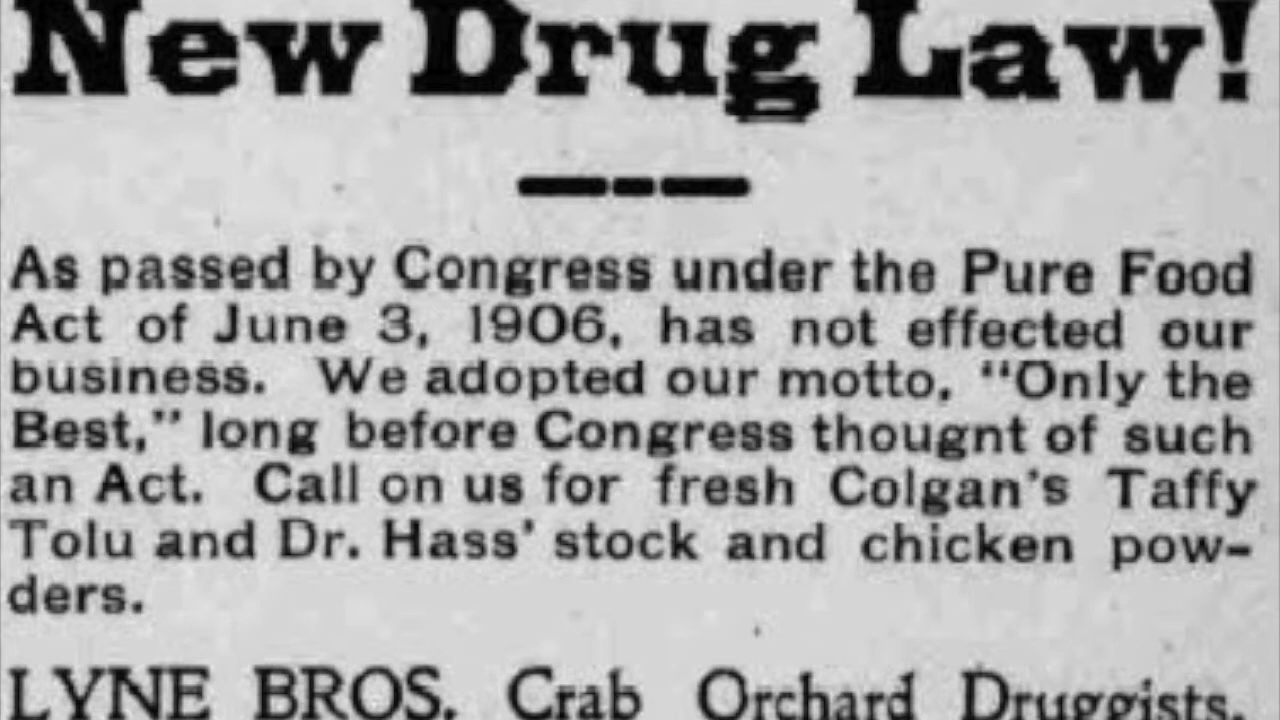 New Drug Law!
As passed by Congress under the Pure Food
Act of June 3, 1906, has not effected our
business. We adopted our motto, "Only the
Best," long before Congress thougnt of such
an Act. Call on us for fresh Colgan's Taffy
Tolu and Dr. Hass' stock and chicken pow-
ders.
LYNE BROS. Crab Orchard Druggists.